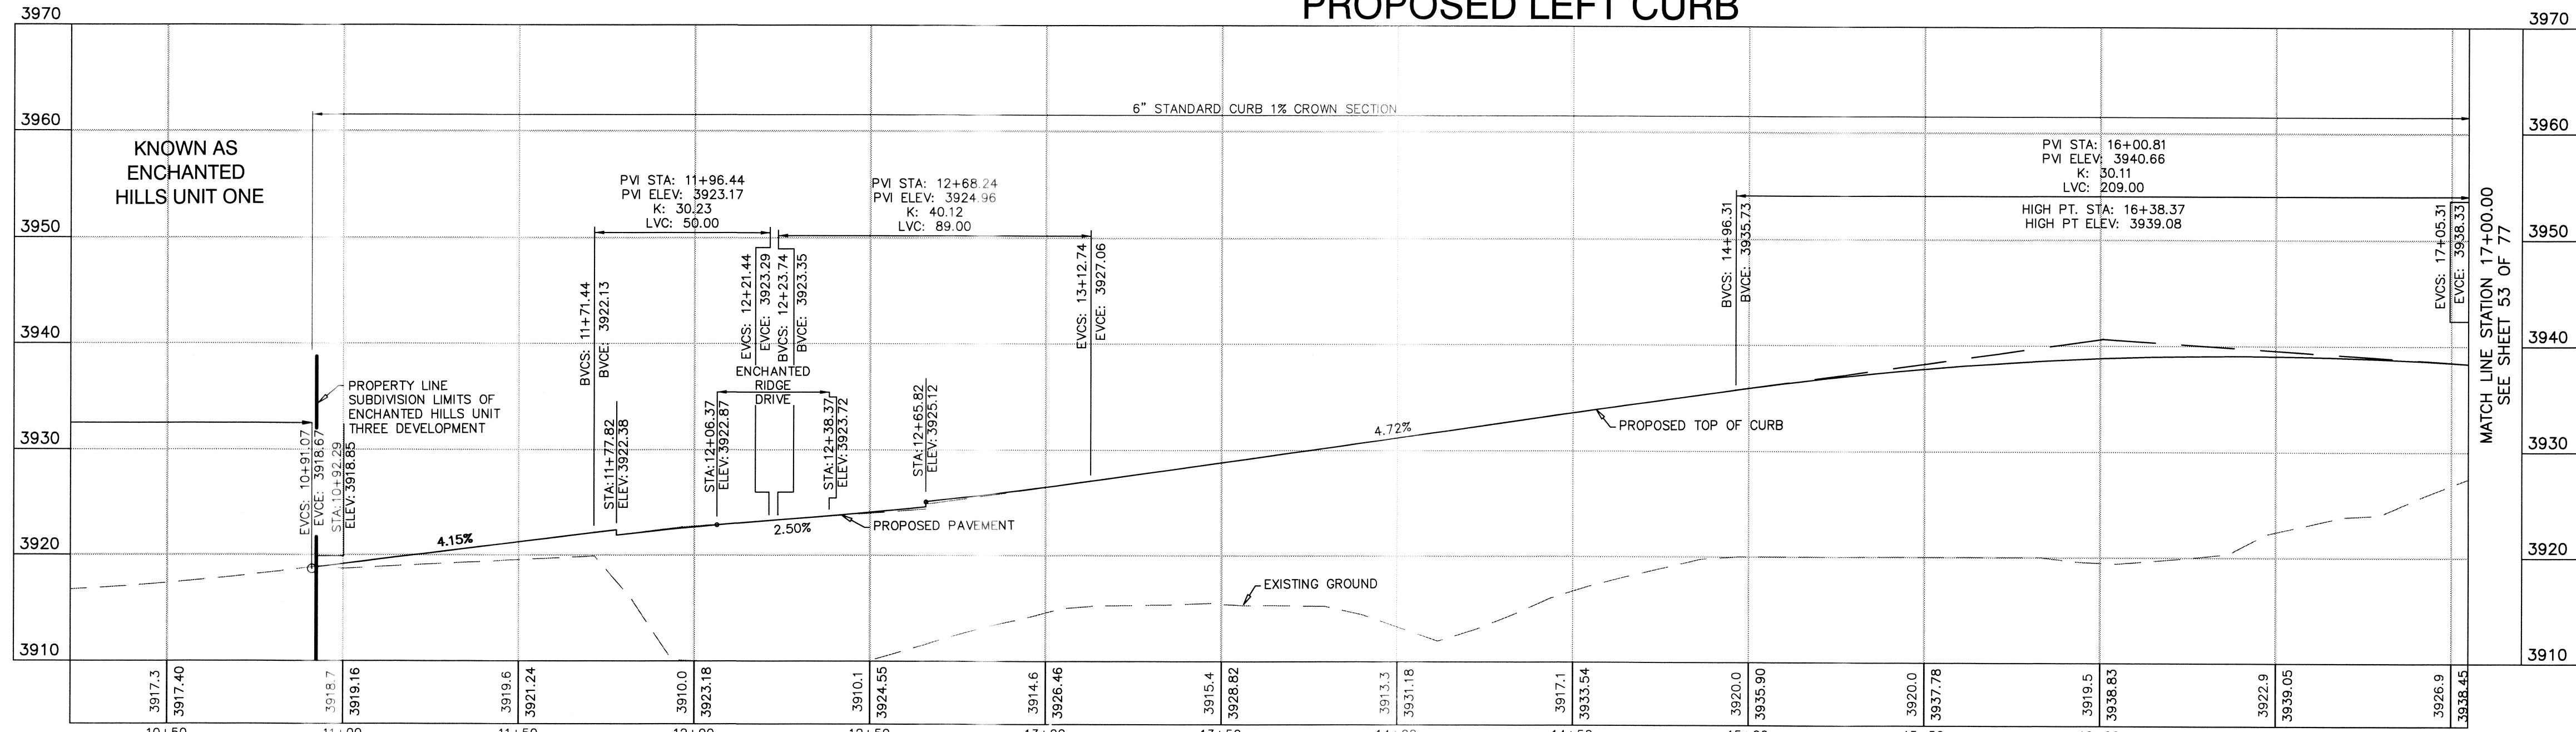 PROPOSED LEFT CURB
3970
3970
6" STANDARD CURB 1% CROWN SECTION
3960
3960
KNOWN AS
ENCHANTED
HILLS UNIT ONE
PVI STA: 11+96.44
PVI ELEV: 3923.17
K: 30.23
LVC: 50.00
PVI STA: 12+68.24
PVI ELEV: 3924.96
K: 40.12
LVC: 89.00
PVI STA: 16+00.81
PVI ELEV: 3940.66
K: 30.11
LVC: 209.00
HIGH PT. STA: 16+38.37
HIGH PT ELEV: 3939.08
3950
3950
BVCS: 11+71.44
BVCE: 3922.13
EVCS: 12+21.44
EVCE: 3923.29
BVCS: 12+23.74
BVCE: 3923.35
EVCS: 13+12.74
EVCE: 3927.06
BVCS: 14+96.31
BVCE: 3935.73
EVCS: 17+05.31
EVCE: 3938.33
MATCH LINE STATION 17+00.00
SEE SHEET 53 OF 77
3940
3940
ENCHANTED
RIDGE
DRIVE
PROPERTY LINE
SUBDIVISION LIMITS OF
ENCHANTED HILLS UNIT
THREE DEVELOPMENT
3930
3930
EVCS: 10+91.07
EVCE: 3918.67
STA:10+92.29
ELEV:3918.85
STA:11+77.82
ELEV:3922.38
STA:12+06.37
ELEV:3922.87
STA:12+38.37
ELEV:3923.72
STA:12+65.82
ELEV:3925.12
4.72%
PROPOSED TOP OF CURB
4.15%
2.50%
PROPOSED PAVEMENT
3920
3920
EXISTING GROUND
3910
3910
3917.3
3917.40
3918.7
3919.16
3919.6
3921.24
3910.0
3923.18
3910.1
3924.55
3914.6
3926.46
3915.4
3928.82
3913.3
3931.18
3917.1
3933.54
3920.0
3935.90
3920.0
3937.78
3919.5
3938.83
3922.9
3939.05
3926.9
3938.45